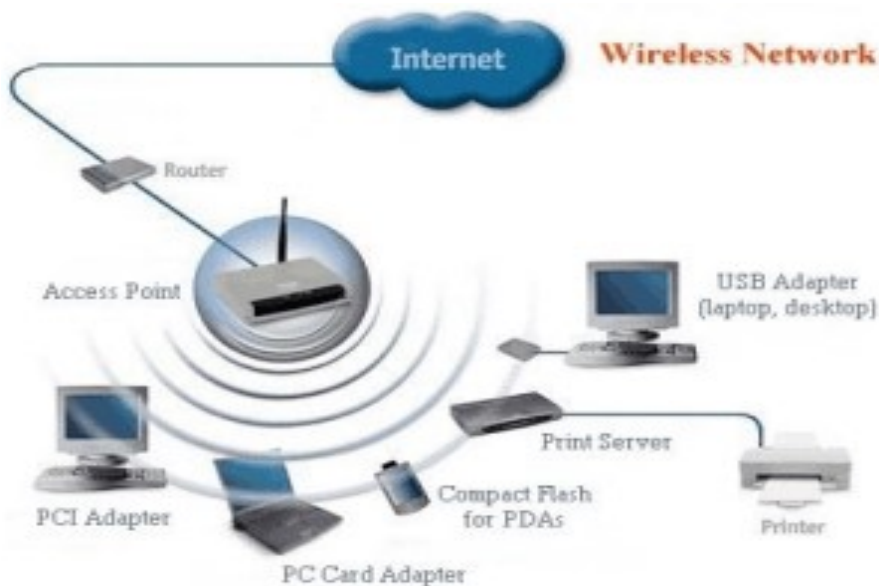 Internet
Wireless Network
Router
Access Point
USB Adapter
(laptop, desktop)
Print Server
PCI Adapter
Compact Flash
for PDAs
Printer
PC Card Adapter